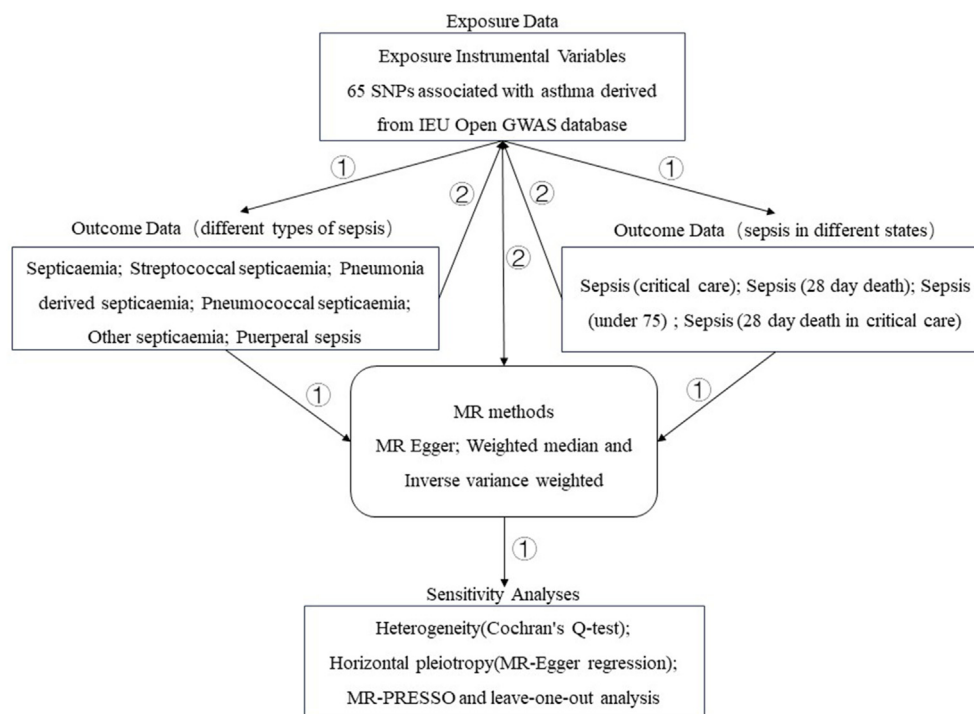 Exposure Data
Exposure Instrumental Variables
65 SNPs associated with asthma derived
from IEU Open GWAS database
①
①
②
②
②
Outcome Data（different types of sepsis）
Septicaemia; Streptococcal septicaemia; Pneumonia
derived septicaemia; Pneumococcal septicaemia;
Other septicaemia; Puerperal sepsis
Outcome Data （sepsis in different states）
Sepsis (critical care); Sepsis (28 day death); Sepsis
(under 75) ; Sepsis (28 day death in critical care)
①
①
MR methods
MR Egger; Weighted median and
Inverse variance weighted
①
Sensitivity Analyses
Heterogeneity(Cochran's Q-test);
Horizontal pleiotropy(MR-Egger regression);
MR-PRESSO and leave-one-out analysis